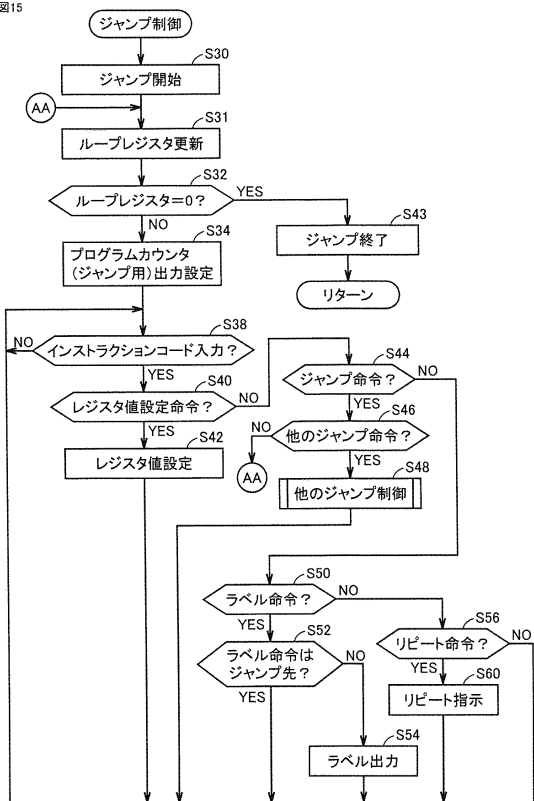 図15
ジャンプ制御
S30
ジャンプ開始
AA
S31
ループレジスタ更新
S32
ループレジスタ=0?
YES
NO
S43
ジャンプ終了
リターン
S34
プログラムカウンタ
(ジャンプ用)出力設定
S38
インストラクションコード入力?
NO
YES
S40
レジスタ値設定命令?
NO
YES
S42
レジスタ値設定
S44
ジャンプ命令?
NO
YES
S46
他のジャンプ命令?
NO
YES
AA
S48
他のジャンプ制御
S50
ラベル命令?
NO
YES
S52
ラベル命令は
ジャンプ先?
NO
YES
S54
ラベル出力
S56
リピート命令?
NO
YES
S60
リピート指示